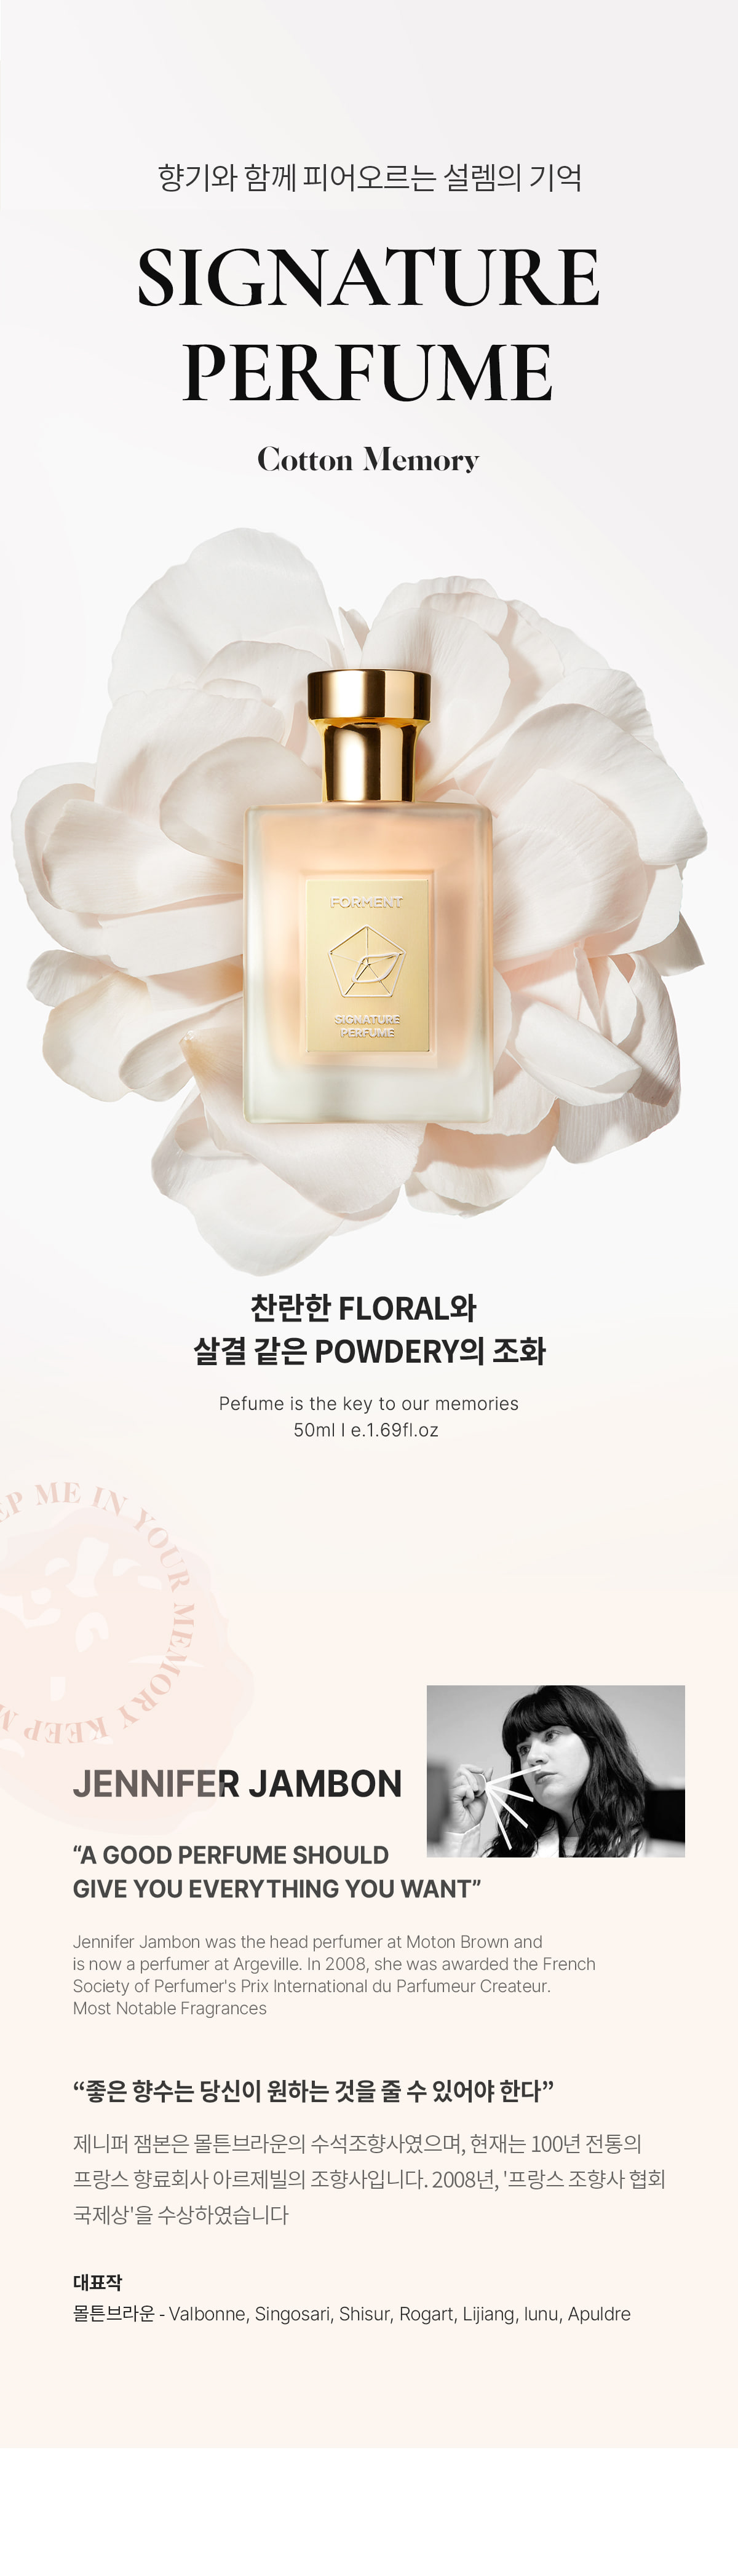 향기와 함께 피어오르는 설렘의 기억
SIGNATURE
PERFUME
Cotton Memory
FORMENT
SIGNATURE
PERFUME
찬란한 FLORAL와
살결 같은 POWDERY의 조화
Pefume is the key to our memories
50ml l e.1.69fl.oz
EP ME IN YOUR MEMORY KEEP M
JENNIFER JAMBON
“A GOOD PERFUME SHOULD
GIVE YOU EVERYTHING YOU WANT”
Jennifer Jambon was the head perfumer at Moton Brown and
is now a perfumer at Argeville. In 2008, she was awarded the French
Society of Perfumer's Prix International du Parfumeur Createur.
Most Notable Fragrances
“좋은 향수는 당신이 원하는 것을 줄 수 있어야 한다”
제니퍼 잼본은 몰튼브라운의 수석조향사였으며, 현재는 100년 전통의
프랑스 향료회사 아르제빌의 조향사입니다. 2008년, '프랑스 조향사 협회
국제상'을 수상하였습니다
대표작
몰튼브라운 - Valbonne, Singosari, Shisur, Rogart, Lijiang, Iunu, Apuldre